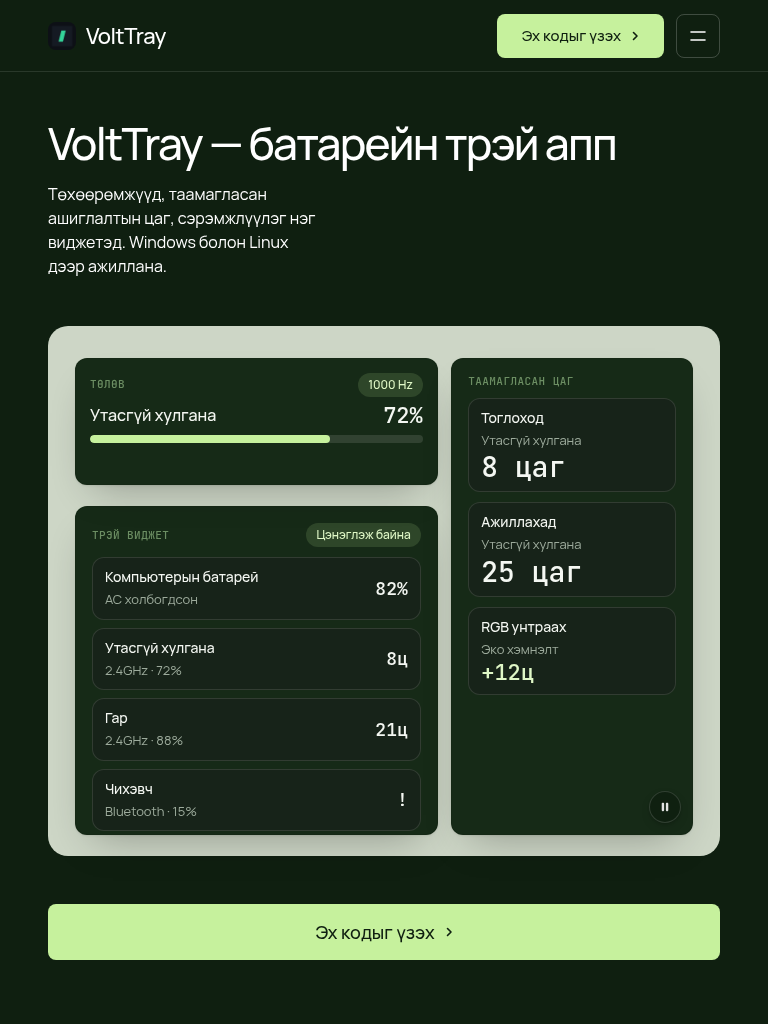 VoltTray
Эх кодыг үзэх
VoltTray — батарейн трэй апп
Төхөөрөмжүүд, таамагласан
ашиглалтын цаг, сэрэмжлүүлэг нэг
виджетэд. Windows болон Linux
дээр ажиллана.
ТӨЛӨВ
1000 Hz
Утасгүй хулгана
72%
ТРЭЙ ВИДЖЕТ
Цэнэглэж байна
Компьютерын батарей
AC холбогдсон
82%
Утасгүй хулгана
2.4GHz · 72%
8ц
Гар
2.4GHz · 88%
21ц
Чихэвч
Bluetooth · 15%
!
ТААМАГЛАСАН ЦАГ
Тоглоход
Утасгүй хулгана
8 цаг
Ажиллахад
Утасгүй хулгана
25 цаг
RGB унтраах
Эко хэмнэлт
+12ц
Эх кодыг үзэх